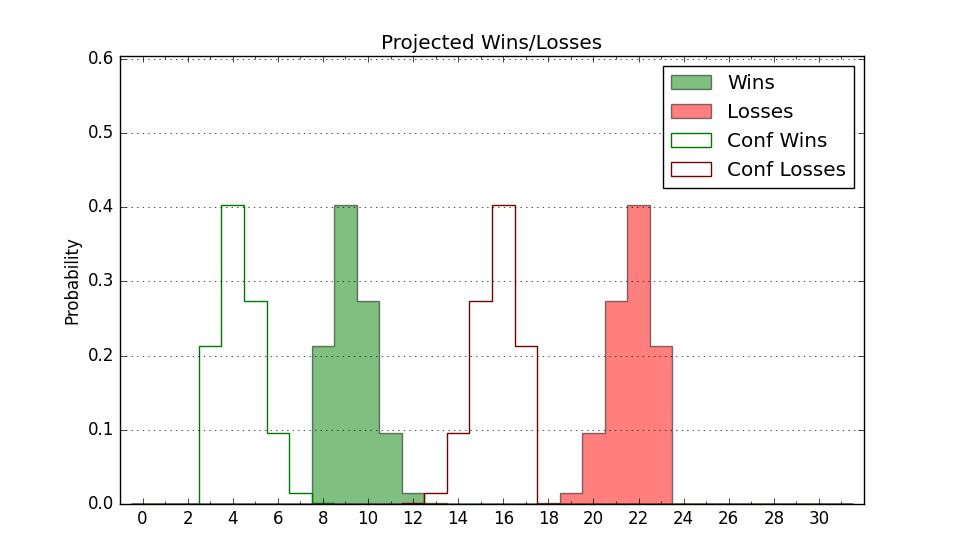 Projected Wins/Losses
Probability
0.6
0.5
0.4
0.3
0.2
0.1
0.0
0 2 4 6 8 10 12 14 16 18 20 22 24 26 28 30
Wins
Losses
Conf Wins
Conf Losses